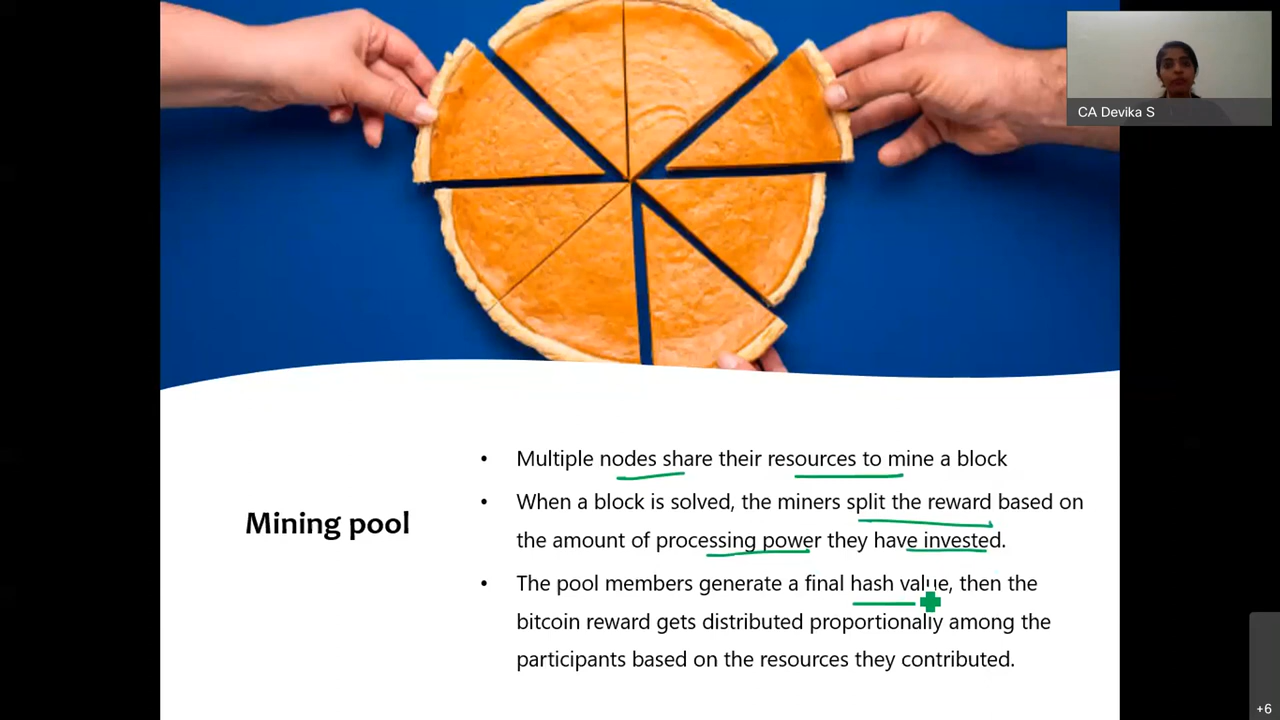 CA Devika S
• Multiple nodes share their resources to mine a block
Mining pool
• When a block is solved, the miners split the reward based on
the amount of processing power they have invested.
• The pool members generate a final hash value, then the
bitcoin reward gets distributed proportionally among the
participants based on the resources they contributed.
+6